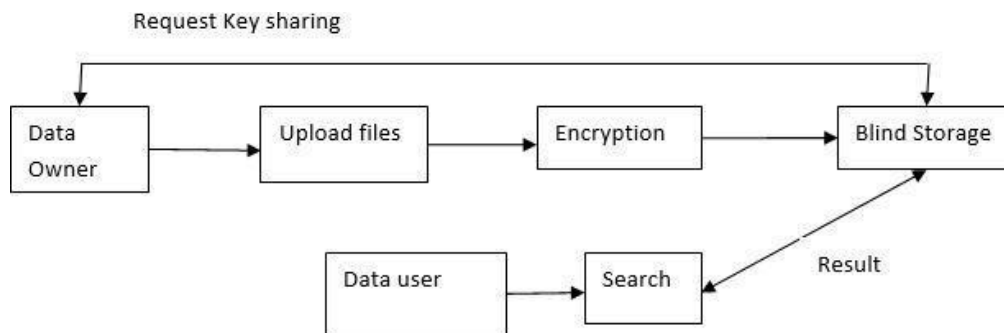 Request Key sharing
Data
Owner
Upload files
Encryption
Blind Storage
Data user
Search
Result